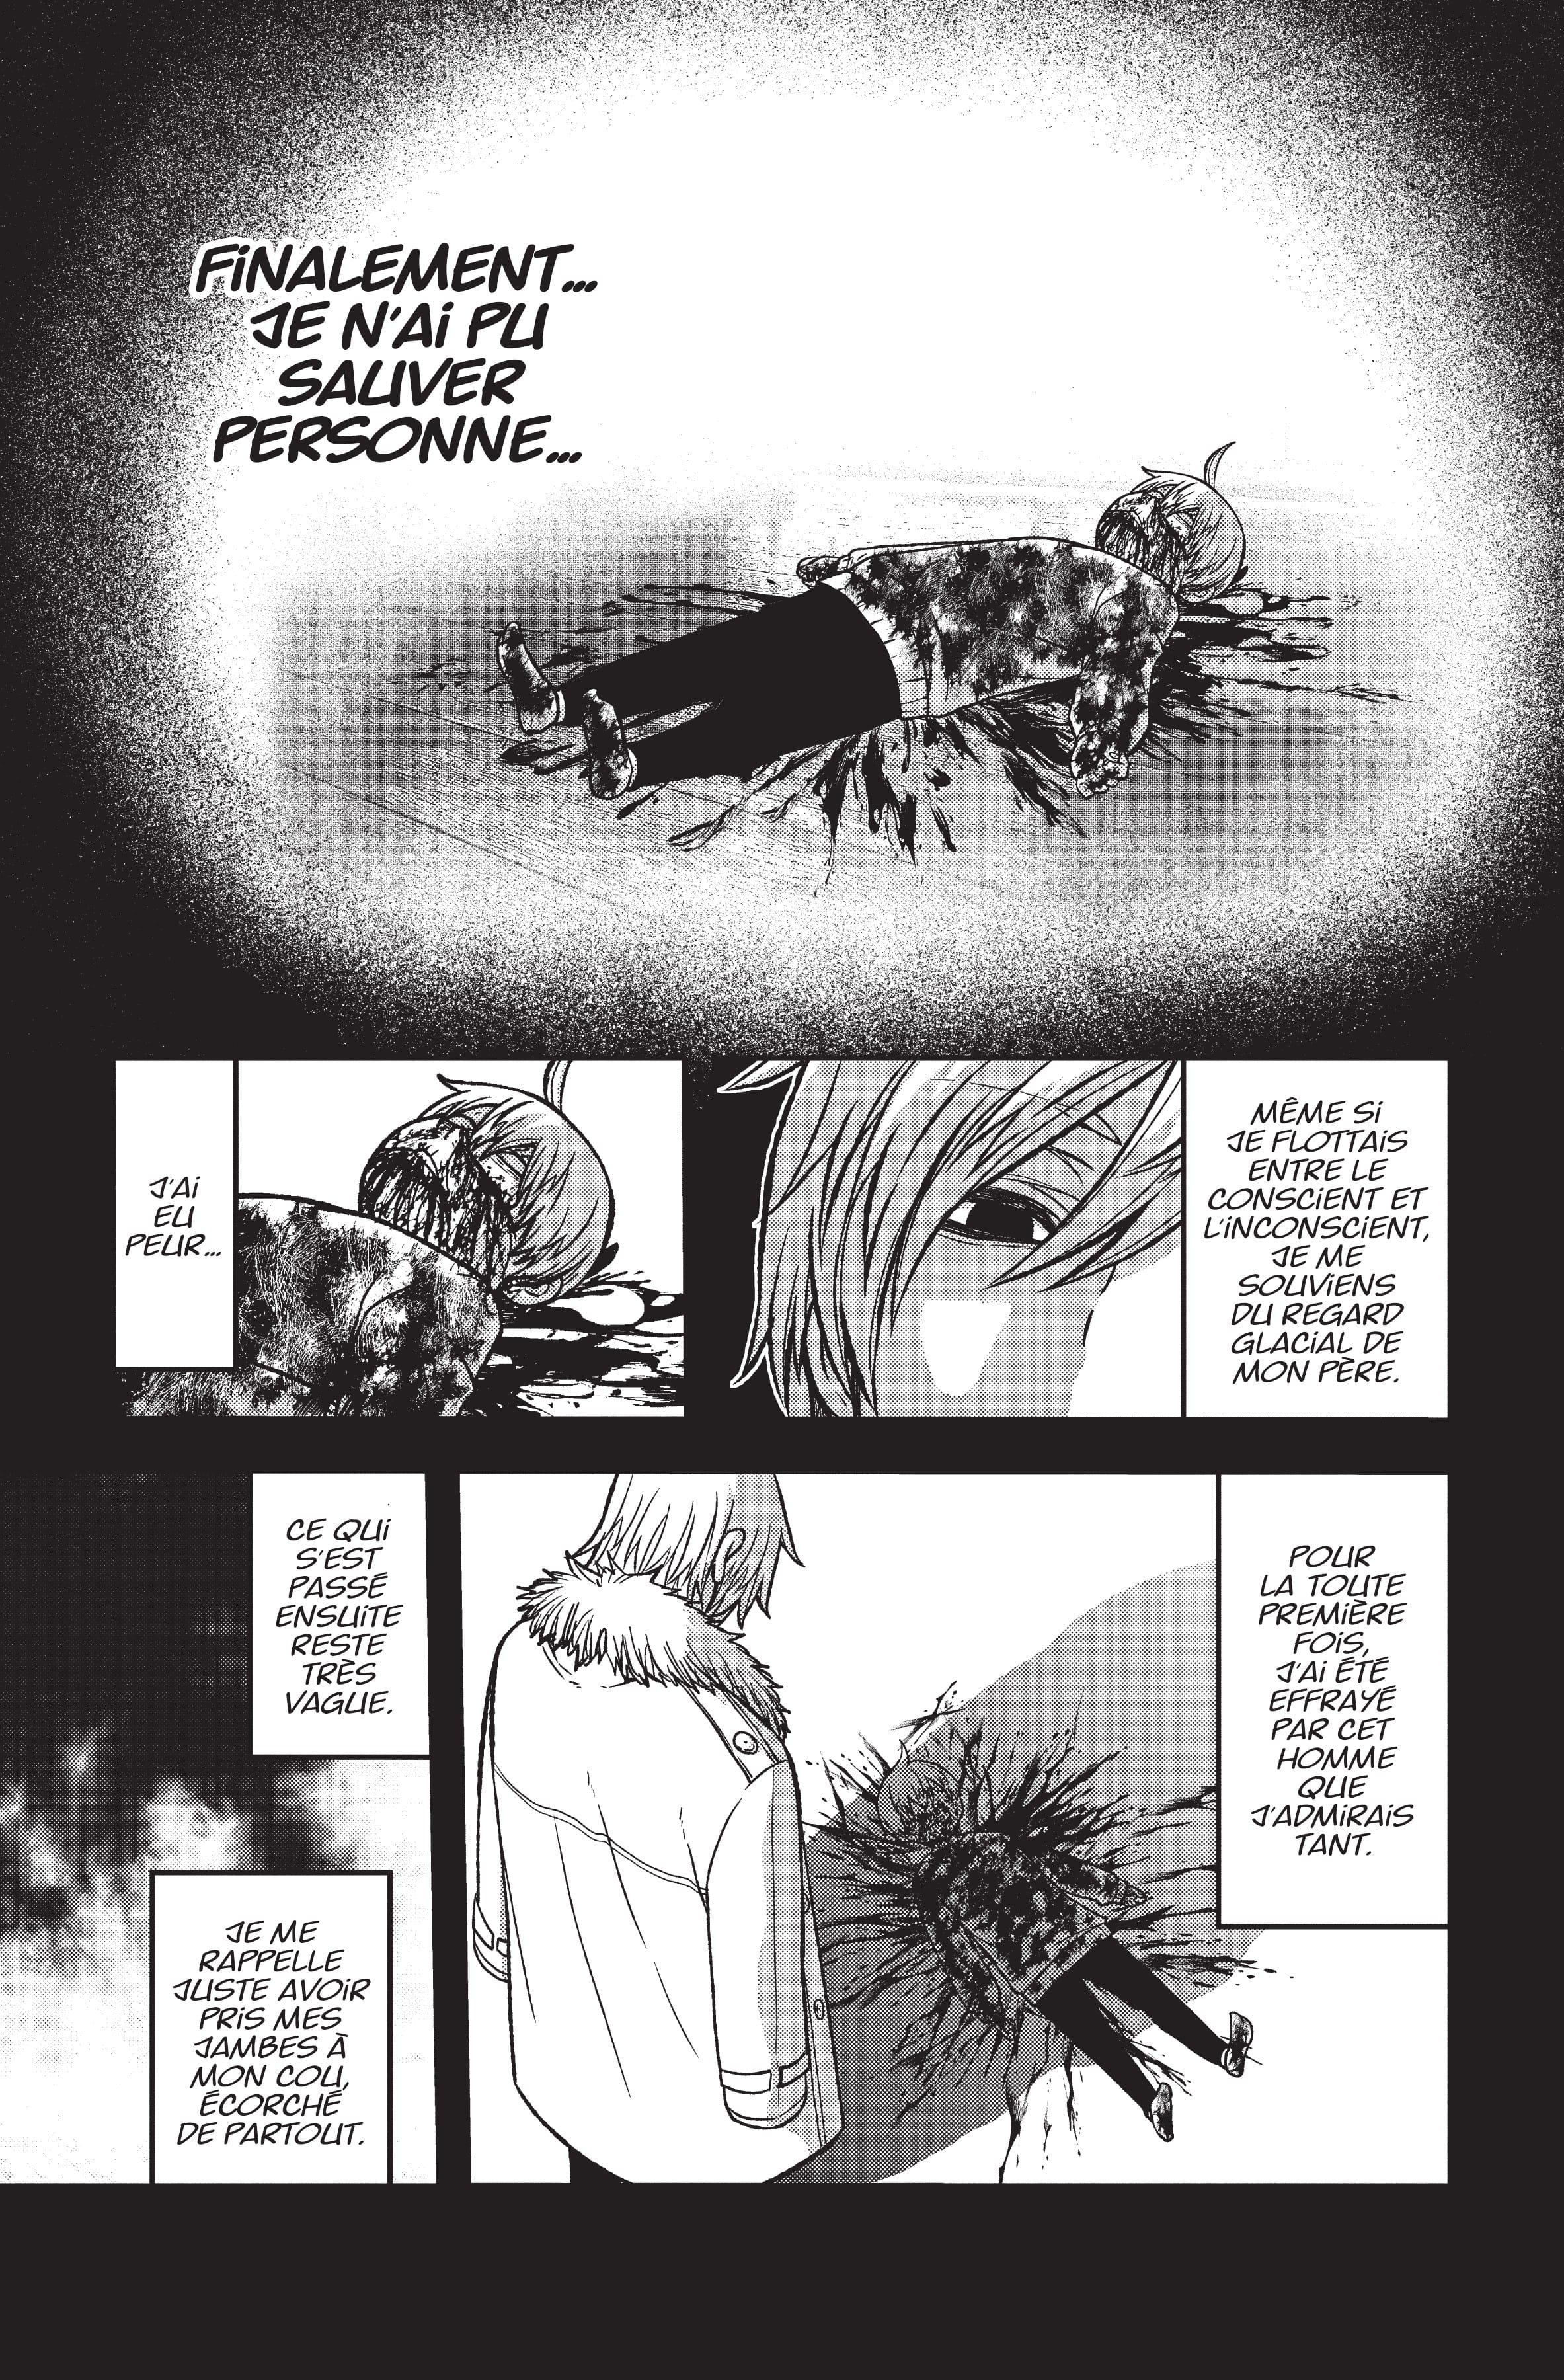 FINALEMENT...
JE N'AI PU
SAUVER
PERSONNE...
MÊME SI
JE FLOTTAIS
ENTRE LE
CONSCIENT ET
L'INCONSCIENT,
JE ME
SOUVIENS
DU REGARD
GLACIAL DE
MON PÈRE.
J'AI
EU
PEUR...
POUR
LA TOUTE
PREMIÈRE
FOIS,
J'AI ÉTÉ
EFFRAYÉ
PAR CET
HOMME
QUE
J'ADMIRAIS
TANT.
CE QUI
S'EST
PASSÉ
ENSUITE
RESTE
TRÈS
VAGUE.
JE ME
RAPPELLE
JUSTE AVOIR
PRIS MES
JAMBES À
MON COU,
ÉCORCHÉ
DE PARTOUT.